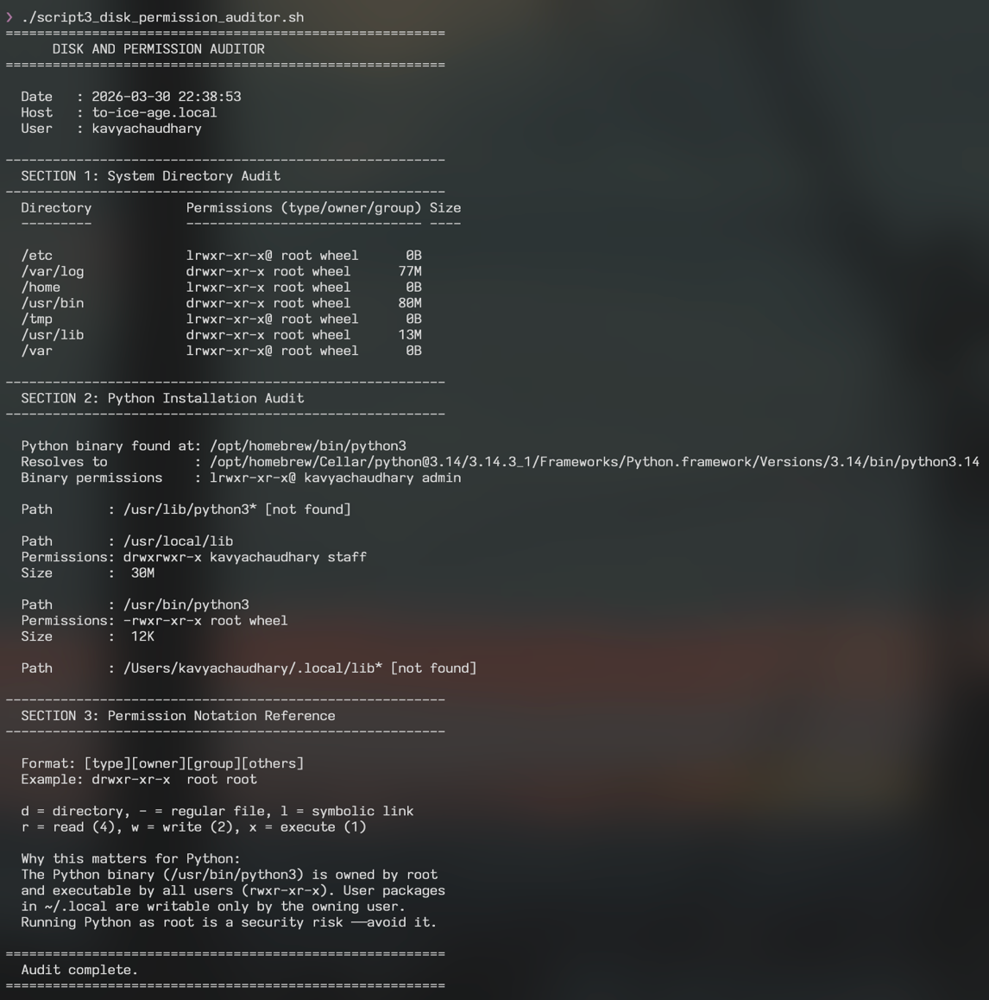 ❯ ./script3_disk_permission_auditor.sh
========================================================
DISK AND PERMISSION AUDITOR
========================================================
Date   : 2026-03-30 22:38:53
Host   : to-ice-age.local
User   : kavyachaudhary
--------------------------------------------------------
SECTION 1: System Directory Audit
--------------------------------------------------------
Directory            Permissions (type/owner/group) Size
---------            ------------------------------ ----
/etc                 lrwxr-xr-x@ root wheel      0B
/var/log             drwxr-xr-x root wheel      77M
/home                lrwxr-xr-x root wheel       0B
/usr/bin             drwxr-xr-x root wheel      80M
/tmp                 lrwxr-xr-x@ root wheel      0B
/usr/lib             drwxr-xr-x root wheel      13M
/var                 lrwxr-xr-x@ root wheel      0B
--------------------------------------------------------
SECTION 2: Python Installation Audit
--------------------------------------------------------
Python binary found at: /opt/homebrew/bin/python3
Resolves to           : /opt/homebrew/Cellar/python@3.14/3.14.3_1/Frameworks/Python.framework/Versions/3.14/bin/python3.14
Binary permissions    : lrwxr-xr-x@ kavyachaudhary admin
Path       : /usr/lib/python3* [not found]
Path       : /usr/local/lib
Permissions: drwxrwxr-x kavyachaudhary staff
Size       :  30M
Path       : /usr/bin/python3
Permissions: -rwxr-xr-x root wheel
Size       :  12K
Path       : /Users/kavyachaudhary/.local/lib* [not found]
--------------------------------------------------------
SECTION 3: Permission Notation Reference
--------------------------------------------------------
Format: [type][owner][group][others]
Example: drwxr-xr-x  root root
d = directory, - = regular file, l = symbolic link
r = read (4), w = write (2), x = execute (1)
Why this matters for Python:
The Python binary (/usr/bin/python3) is owned by root
and executable by all users (rwxr-xr-x). User packages
in ~/.local are writable only by the owning user.
Running Python as root is a security risk —avoid it.
========================================================
Audit complete.
========================================================